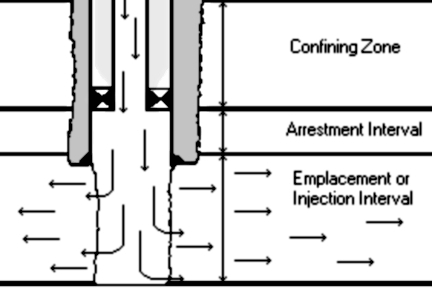 Confining Zone
Arrestment Interval
Emplacement or
Injection Interval